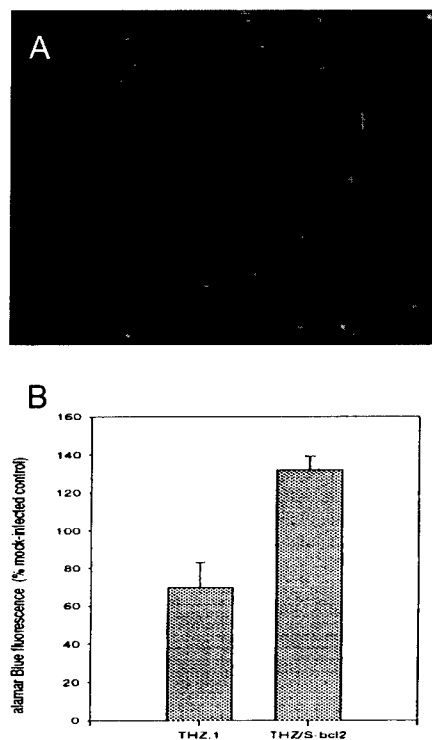 A
B
alamar Blue fluorescence (% mock-infected control)
160
140
120
100
80
60
40
20
0
THZ.1
THZ/S-bcl2